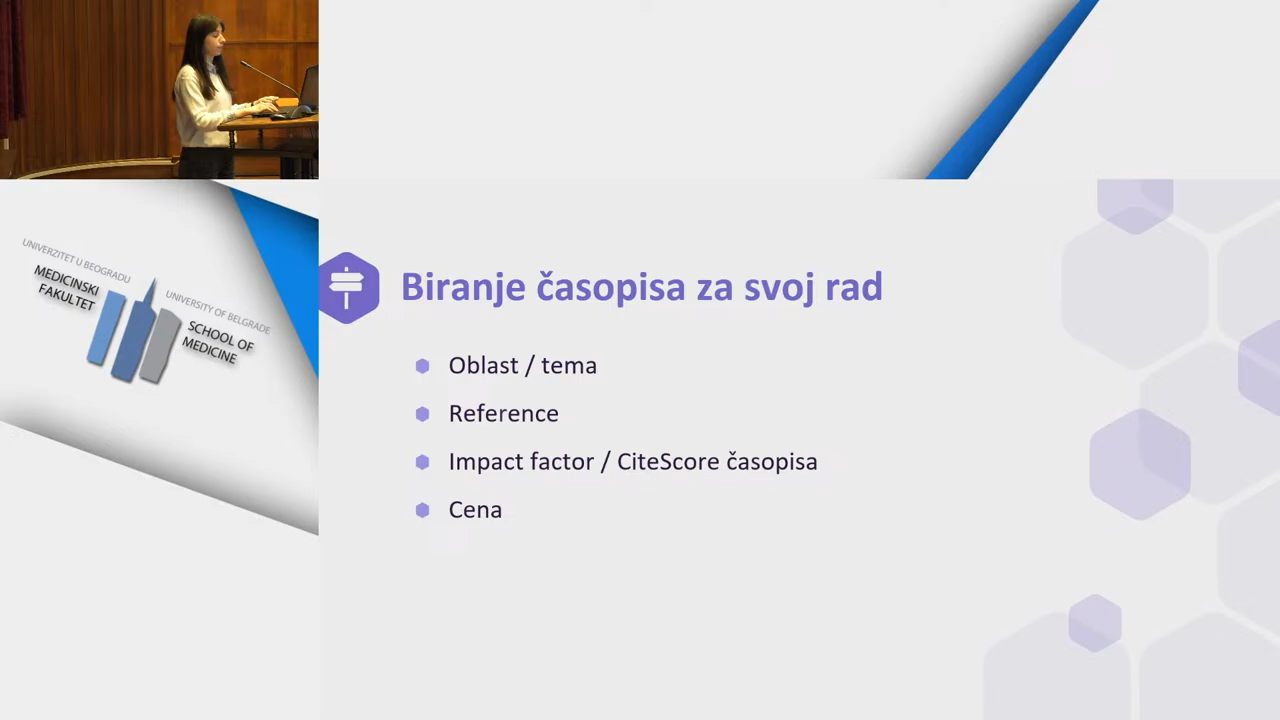 UNIVERZITET U BEOGRADU
MEDICINSKI
FAKULTET
UNIVERSITY OF BELGRADE
SCHOOL OF
MEDICINE
Biranje časopisa za svoj rad
Oblast / tema
Reference
Impact factor / CiteScore časopisa
Cena